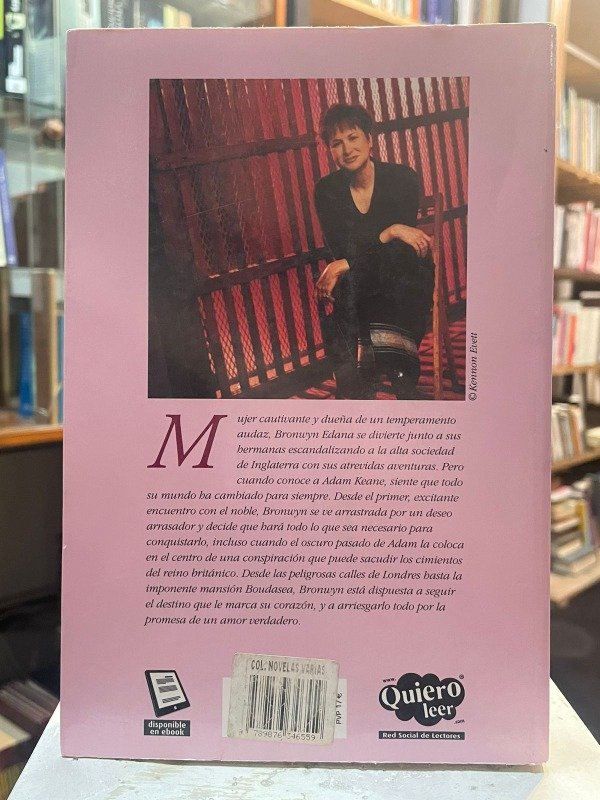 © Kennon Evett
Mujer cautivante y dueña de un temperamento
audaz, Bronwyn Edana se divierte junto a sus
hermanas escandalizando a la alta sociedad
de Inglaterra con sus atrevidas aventuras. Pero
cuando conoce a Adam Keane, siente que todo
su mundo ha cambiado para siempre. Desde el primer, excitante
encuentro con el noble, Bronwyn se ve arrastrada por un deseo
arrasador y decide que hará todo lo que sea necesario para
conquistarlo, incluso cuando el oscuro pasado de Adam la coloca
en el centro de una conspiración que puede sacudir los cimientos
del reino británico. Desde las peligrosas calles de Londres hasta la
imponente mansión Boudasea, Bronwyn está dispuesta a seguir
el destino que le marca su corazón, y a arriesgarlo todo por la
promesa de un amor verdadero.
disponible
en ebook
COL. NOVELAS VARIAS
9 789876 346559
PVP 17 €
www.
Quiero
leer
.com
®
Red Social de Lectores